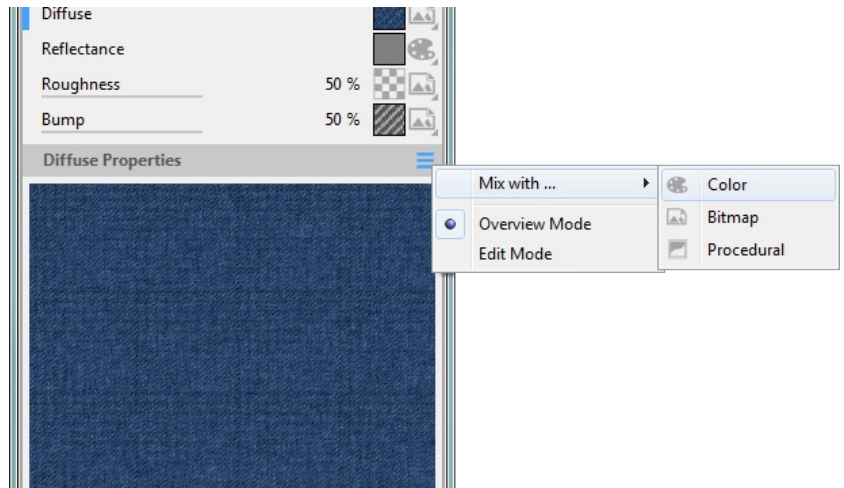 Diffuse
Reflectance
Roughness 50 %
Bump 50 %
Diffuse Properties
Mix with ...
Overview Mode
Edit Mode
Color
Bitmap
Procedural